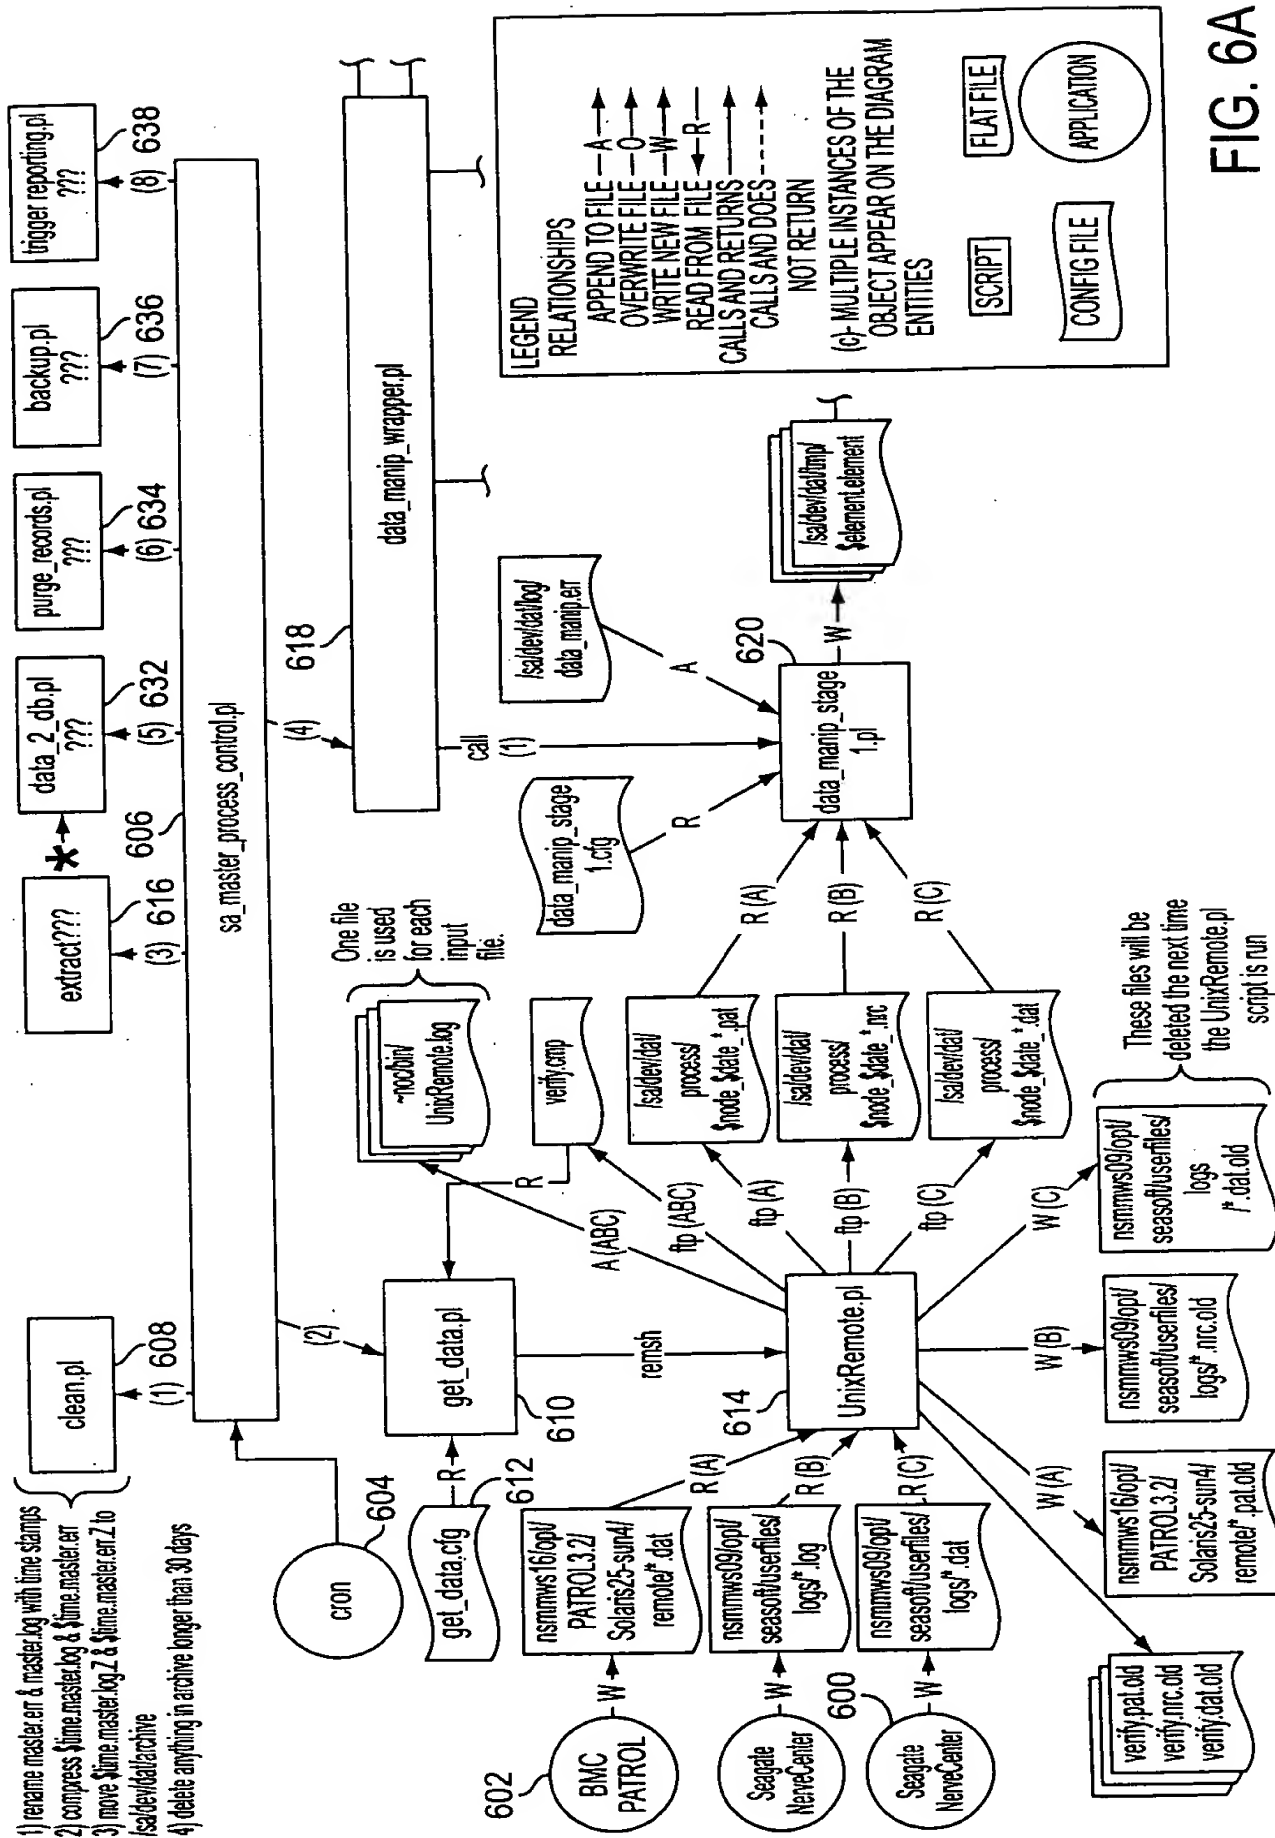 1) rename master.err & master.log with time stamps
2) compress $time.master.log & $time.master.err
3) move $time.master.log.Z & $time.master.err.Z to
/sa/dev/dat/archive
4) delete anything in archive longer than 30 days
clean.pl
608
(1)
extract???
616
(3)
data_2_db.pl
???
632
(5)
purge_records.pl
???
634
(6)
backup.pl
???
636
(7)
trigger reporting.pl
???
638
(8)
*
606
sa_master_process_control.pl
cron
604
(2)
(4)
618
data_manip_wrapper.pl
get_data.cfg
612
R
get_data.pl
610
R
One file
is used
for each
input
file.
~noc/bin/
UnixRemote.log
verify.cmp
call
(1)
data_manip_stage
1.cfg
R
/sa/dev/dat/log/
data_manip.err
A
remsh
A (ABC)
ftp (ABC)
ftp (A)
ftp (B)
ftp (C)
/sa/dev/dat/
process/
$node_$date_*.pat
/sa/dev/dat/
process/
$node_$date_*.nrc
/sa/dev/dat/
process/
$node_$date_*.dat
R (A)
R (B)
R (C)
data_manip_stage
1.pl
620
W
/sa/dev/dat/tmp/
$element.element
602
BMC
PATROL
W
nsmmws16/opt/
PATROL3.2/
Solaris25-sun4/
remote/*.dat
R (A)
Seagate
NerveCenter
W
nsmmws09/opt/
seasoft/userfiles/
logs/*.log
R (B)
600
Seagate
NerveCenter
W
nsmmws09/opt/
seasoft/userfiles/
logs/*.dat
R (C)
614
UnixRemote.pl
verify.pat.old
verify.nrc.old
verify.dat.old
W (A)
nsmmws16/opt/
PATROL3.2/
Solaris25-sun4/
remote/*.pat.old
W (B)
nsmmws09/opt/
seasoft/userfiles/
logs/*.nrc.old
W (C)
nsmmws09/opt/
seasoft/userfiles/
logs
/*.dat.old
These files will be
deleted the next time
the UnixRemote.pl
script is run
LEGEND
RELATIONSHIPS
APPEND TO FILE A
OVERWRITE FILE O
WRITE NEW FILE W
READ FROM FILE R
CALLS AND RETURNS
CALLS AND DOES
NOT RETURN
(c)- MULTIPLE INSTANCES OF THE
OBJECT APPEAR ON THE DIAGRAM
ENTITIES
SCRIPT
FLAT FILE
CONFIG FILE
APPLICATION
FIG. 6A